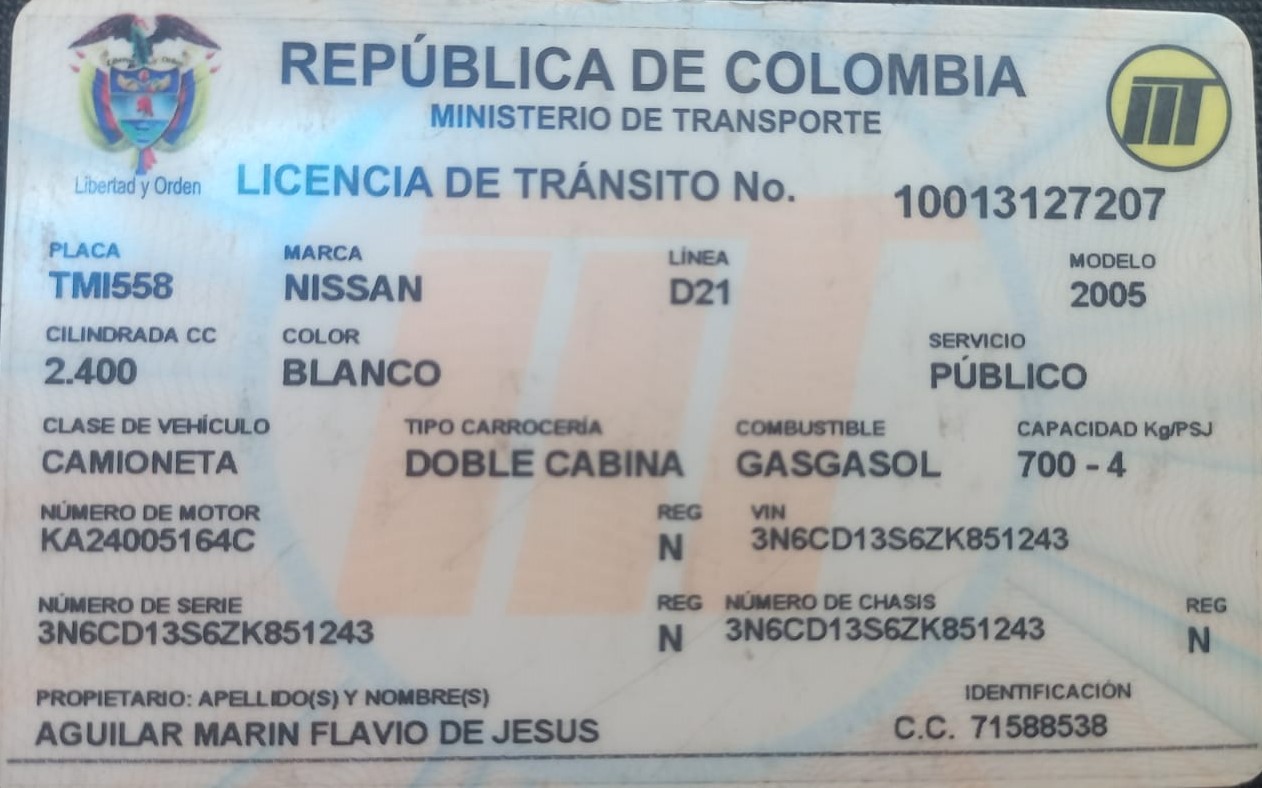 REPÚBLICA DE COLOMBIA
MINISTERIO DE TRANSPORTE
Libertad y Orden
LICENCIA DE TRÁNSITO No. 10013127207
PLACA MARCA LÍNEA MODELO
TMI558 NISSAN D21 2005
CILINDRADA CC COLOR SERVICIO
2.400 BLANCO PÚBLICO
CLASE DE VEHÍCULO TIPO CARROCERÍA COMBUSTIBLE CAPACIDAD Kg/PSJ
CAMIONETA DOBLE CABINA GASGASOL 700 - 4
NÚMERO DE MOTOR REG VIN
KA24005164C N 3N6CD13S6ZK851243
NÚMERO DE SERIE REG NÚMERO DE CHASIS REG
3N6CD13S6ZK851243 N 3N6CD13S6ZK851243 N
PROPIETARIO: APELLIDO(S) Y NOMBRE(S) IDENTIFICACIÓN
AGUILAR MARIN FLAVIO DE JESUS C.C. 71588538